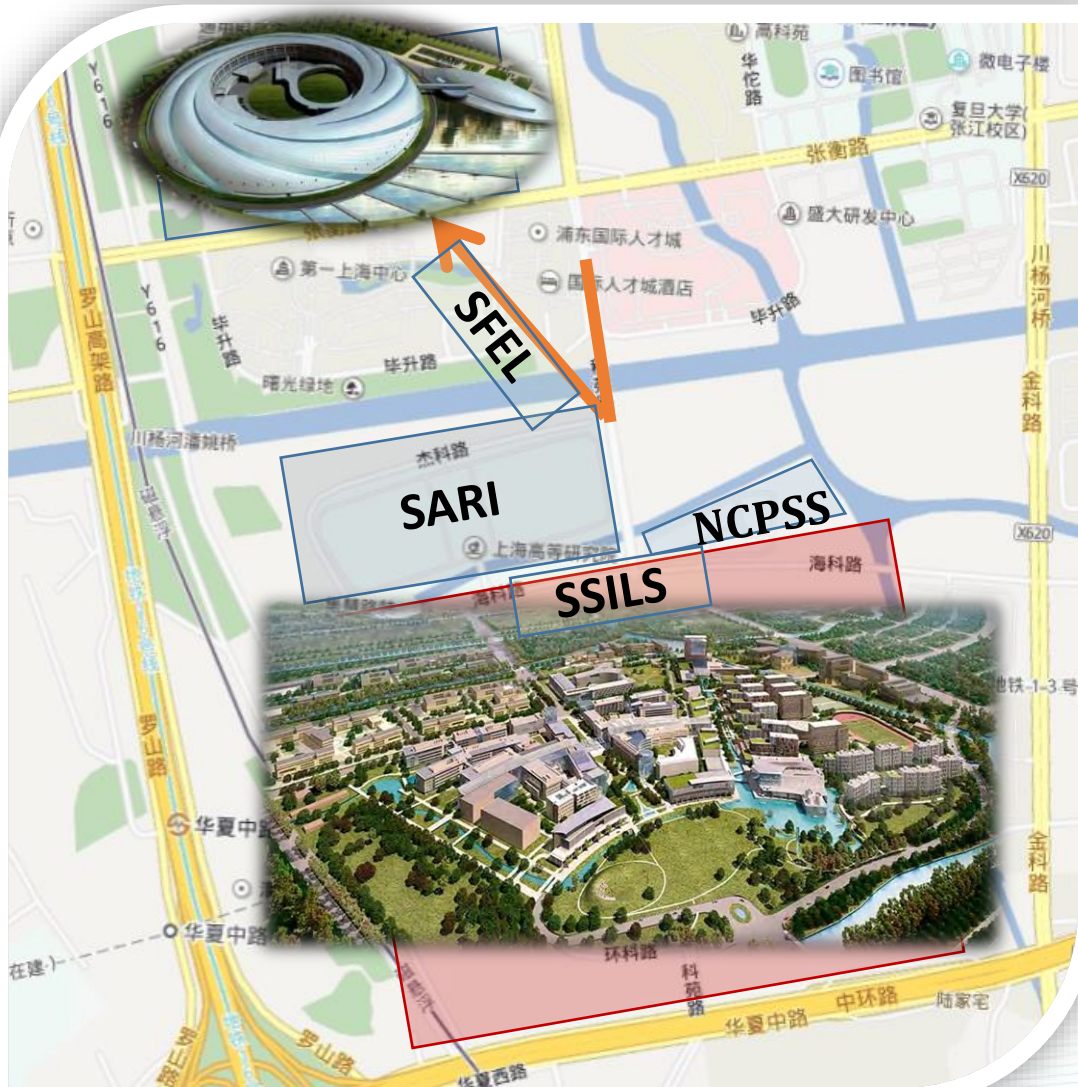 高科苑
华佗路
图书馆
微电子楼
复旦大学(
张江校区)
Y616
张衡路
X620
盛大研发中心
浦东国际人才城
第一上海中心
国际人才城酒店
川杨河桥
罗山高架路
Y616
毕升路
SFEL
毕升路
毕升路
曙光绿地
金科路
川杨河潘姚桥
杰科路
SARI
NCPSS
上海高等研究院
X620
海科路
海科路
SSILS
地铁-1-3号
罗山路
华夏中路
金科路
华夏中路
在建·)
环科路
科苑路
中环路
陆家宅
华夏中路
罗山路
华夏西路